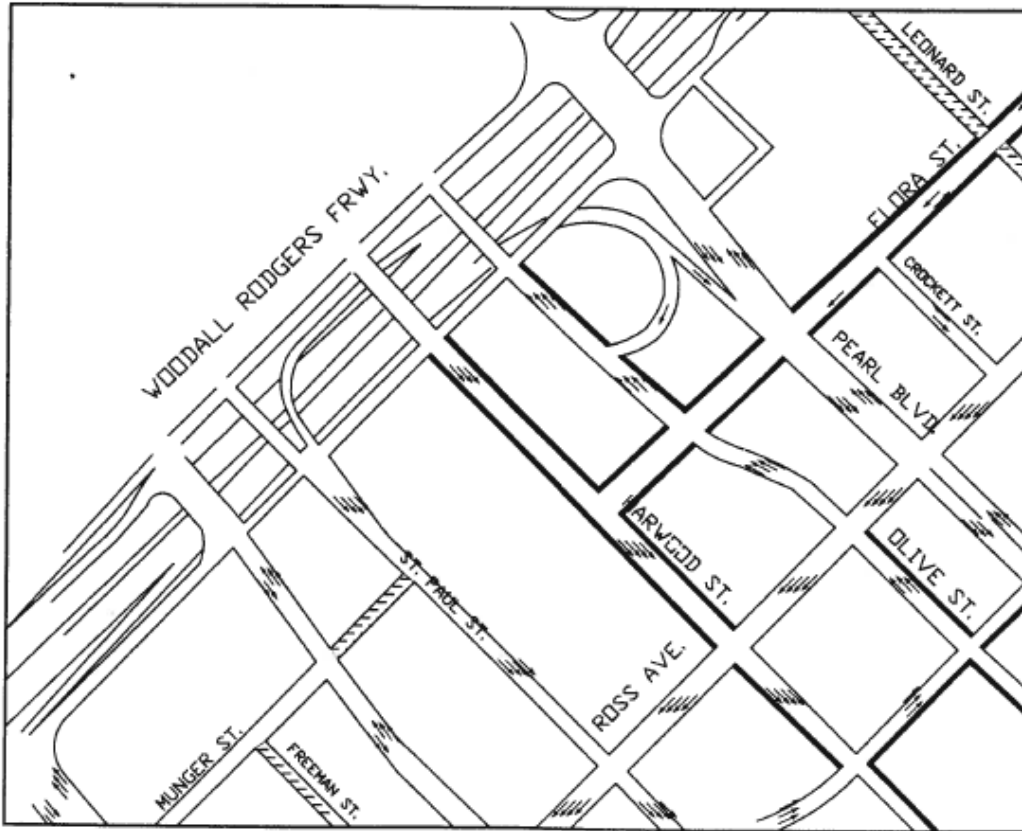 LEONARD ST.
FLORA ST.
WOODALL RODGERS FRWY.
CROCKETT ST.
PEARL BLVD.
HARWOOD ST.
OLIVE ST.
ST. PAUL ST.
ROSS AVE.
MUNGER ST.
FREEMAN ST.